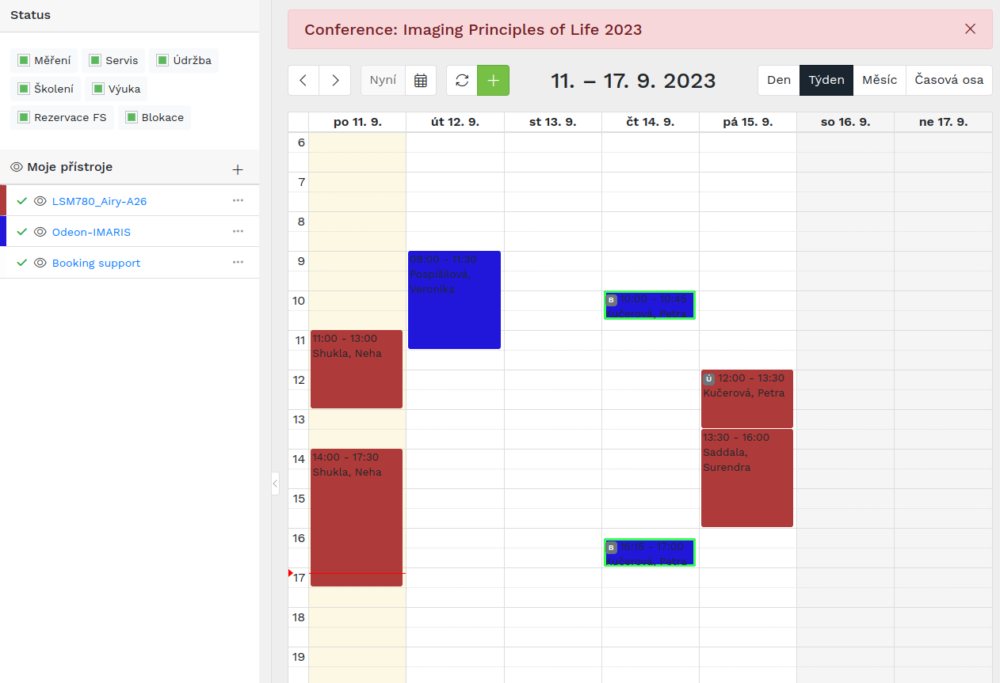 Status
Měření
Servis
Údržba
Školení
Výuka
Rezervace FS
Blokace
Moje přístroje
LSM780_Airy-A26
Odeon-IMARIS
Booking support
Conference: Imaging Principles of Life 2023
Nyní
11. – 17. 9. 2023
Den
Týden
Měsíc
Časová osa
po 11. 9.
út 12. 9.
st 13. 9.
čt 14. 9.
pá 15. 9.
so 16. 9.
ne 17. 9.
6
7
8
9
10
11
12
13
14
15
16
17
18
19
11:00 - 13:00
Shukla, Neha
14:00 - 17:30
Shukla, Neha
09:00 - 11:30
Pospíšilová,
Veronika
B 10:00 - 10:45
Kučerová, Petra
B 16:15 - 17:00
Kučerová, Petra
Ú 12:00 - 13:30
Kučerová, Petra
13:30 - 16:00
Saddala,
Surendra